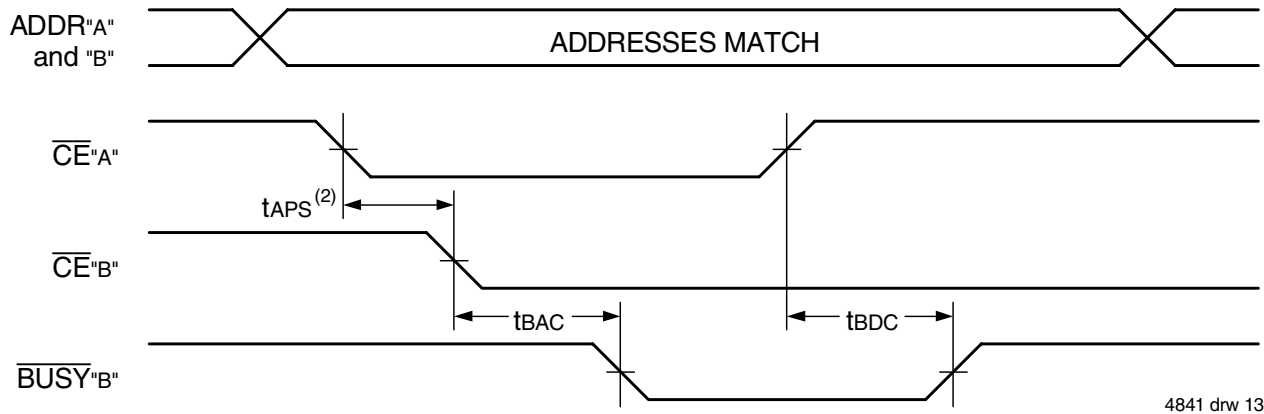 ADDR"A"
and "B"
ADDRESSES MATCH
CE"A"
tAPS (2)
CE"B"
tBAC
tBDC
BUSY"B"
4841 drw 13